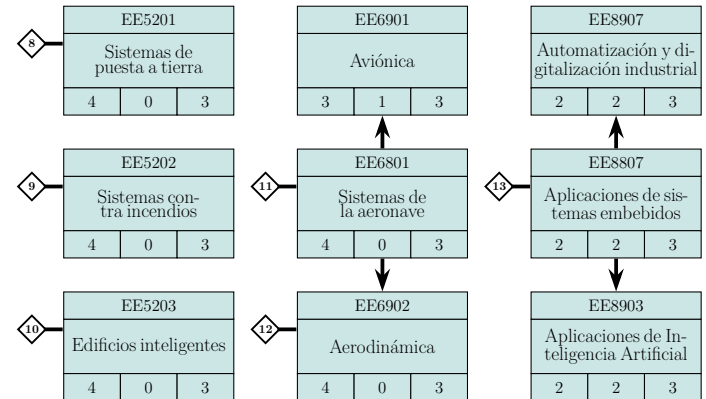 EE5201
8
Sistemas de
puesta a tierra
4 0 3
EE6901
Aviónica
3 1 3
EE8907
Automatización y di-
gitalización industrial
2 2 3
EE5202
9
Sistemas con-
tra incendios
4 0 3
EE6801
11
Sistemas de
la aeronave
4 0 3
EE8807
13
Aplicaciones de sis-
temas embebidos
2 2 3
EE5203
10
Edificios inteligentes
4 0 3
EE6902
12
Aerodinámica
4 0 3
EE8903
Aplicaciones de In-
teligencia Artificial
2 2 3